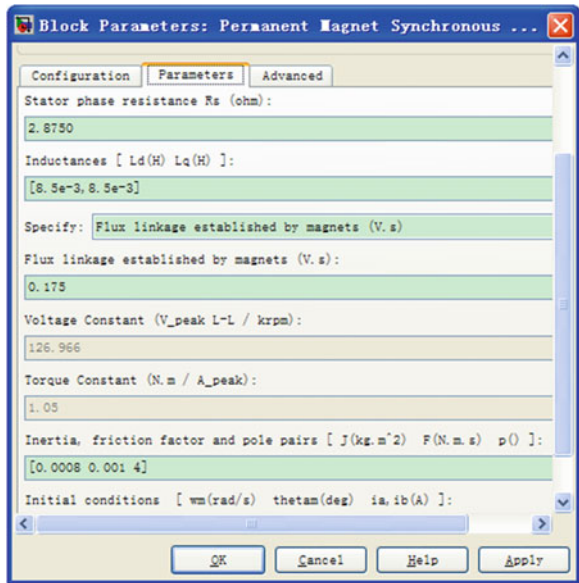 Block Parameters: Permanent Magnet Synchronous ...
Configuration Parameters Advanced
Stator phase resistance Rs (ohm):
2.8750
Inductances [ Ld(H) Lq(H) ]:
[8.5e-3,8.5e-3]
Specify: Flux linkage established by magnets (V.s)
Flux linkage established by magnets (V.s):
0.175
Voltage Constant (V_peak L-L / krpm):
126.966
Torque Constant (N.m / A_peak):
1.05
Inertia, friction factor and pole pairs [ J(kg.m^2) F(N.m.s) p() ]:
[0.0008 0.001 4]
Initial conditions [ wm(rad/s) thetam(deg) ia,ib(A) ]:
OK Cancel Help Apply